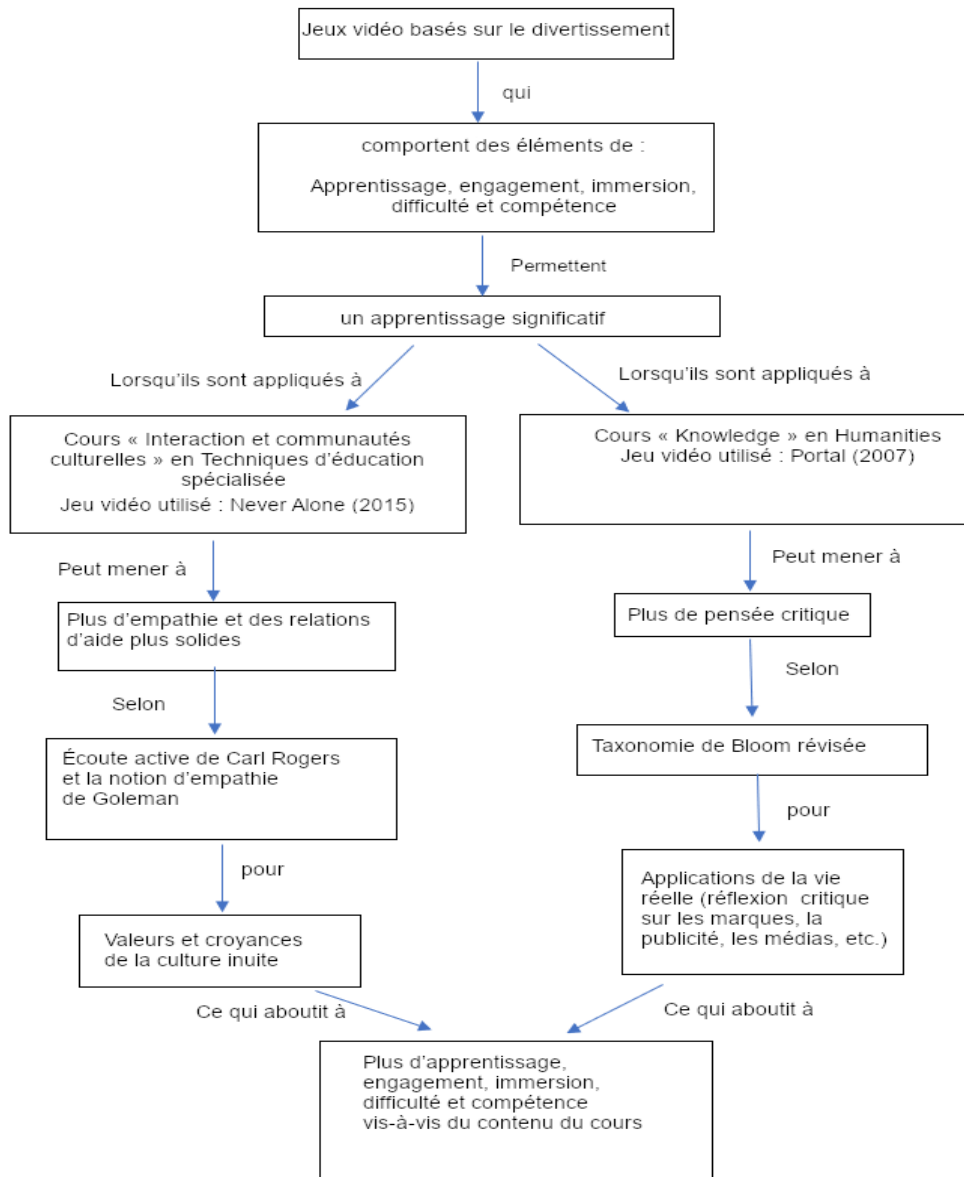 Jeux vidéo basés sur le divertissement
qui
comportent des éléments de :
Apprentissage, engagement, immersion,
difficulté et compétence
Permettent
un apprentissage significatif
Lorsqu'ils sont appliqués à
Cours « Interaction et communautés
culturelles » en Techniques d'éducation
spécialisée
Jeu vidéo utilisé : Never Alone (2015)
Peut mener à
Plus d'empathie et des relations
d'aide plus solides
Selon
Écoute active de Carl Rogers
et la notion d'empathie
de Goleman
pour
Valeurs et croyances
de la culture inuite
Ce qui aboutit à
Lorsqu'ils sont appliqués à
Cours « Knowledge » en Humanities
Jeu vidéo utilisé : Portal (2007)
Peut mener à
Plus de pensée critique
Selon
Taxonomie de Bloom révisée
pour
Applications de la vie
réelle (réflexion critique
sur les marques, la
publicité, les médias, etc.)
Ce qui aboutit à
Plus d'apprentissage,
engagement, immersion,
difficulté et compétence
vis-à-vis du contenu du cours